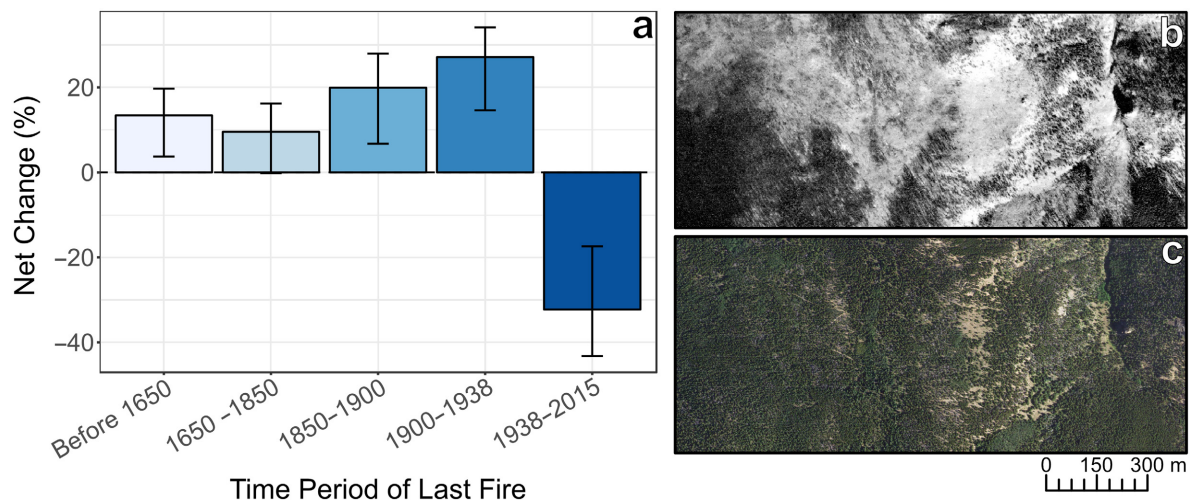 a
Net Change (%)
20
0
−20
−40
Before 1650
1650 −1850
1850−1900
1900−1938
1938−2015
Time Period of Last Fire
b
c
0 150 300 m